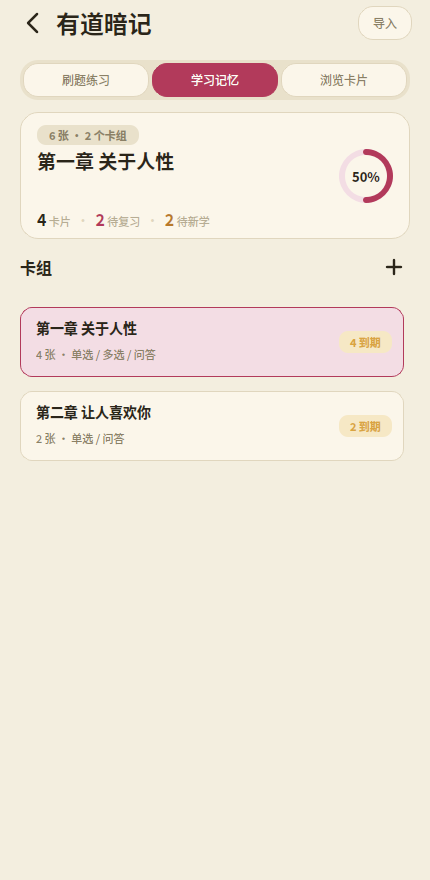 有道暗记
导入
刷题练习
学习记忆
浏览卡片
6 张 · 2 个卡组
第一章 关于人性
50%
4 卡片 · 2 待复习 · 2 待新学
卡组
第一章 关于人性
4 张 · 单选 / 多选 / 问答
4 到期
第二章 让人喜欢你
2 张 · 单选 / 问答
2 到期